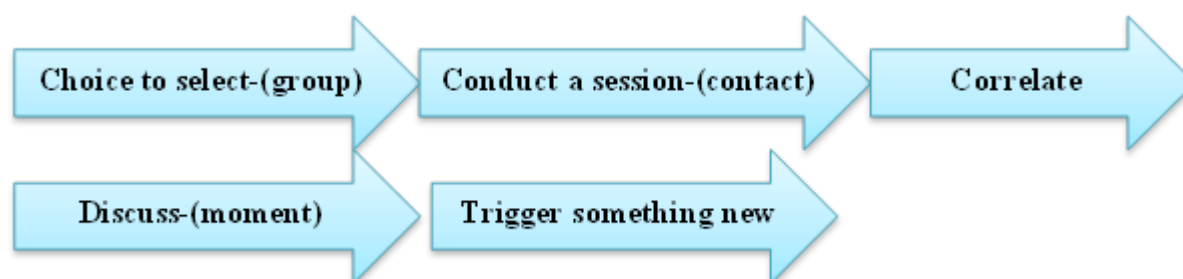 Choice to select-(group)
Conduct a session-(contact)
Correlate
Discuss-(moment)
Trigger something new